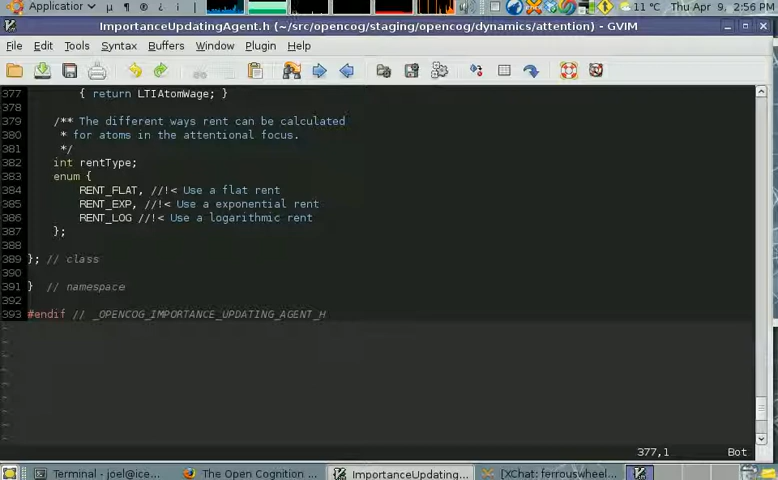 Applicatior
11 °C Thu Apr 9, 2:56 PM
ImportanceUpdatingAgent.h (~/src/opencog/staging/opencog/dynamics/attention) - GVIM
File Edit Tools Syntax Buffers Window Plugin Help
377 { return LTIAtomWage; }
378
379 /** The different ways rent can be calculated
380 * for atoms in the attentional focus.
381 */
382 int rentType;
383 enum {
384 RENT_FLAT, //!< Use a flat rent
385 RENT_EXP, //!< Use a exponential rent
386 RENT_LOG //!< Use a logarithmic rent
387 };
388
389 }; // class
390
391 } // namespace
392
393 #endif // _OPENCOG_IMPORTANCE_UPDATING_AGENT_H
~
~
~
~
~
~
~
~
~
377,1 Bot
Terminal - joel@ice... The Open Cognition ... ImportanceUpdating... [XChat: ferrouswheel...